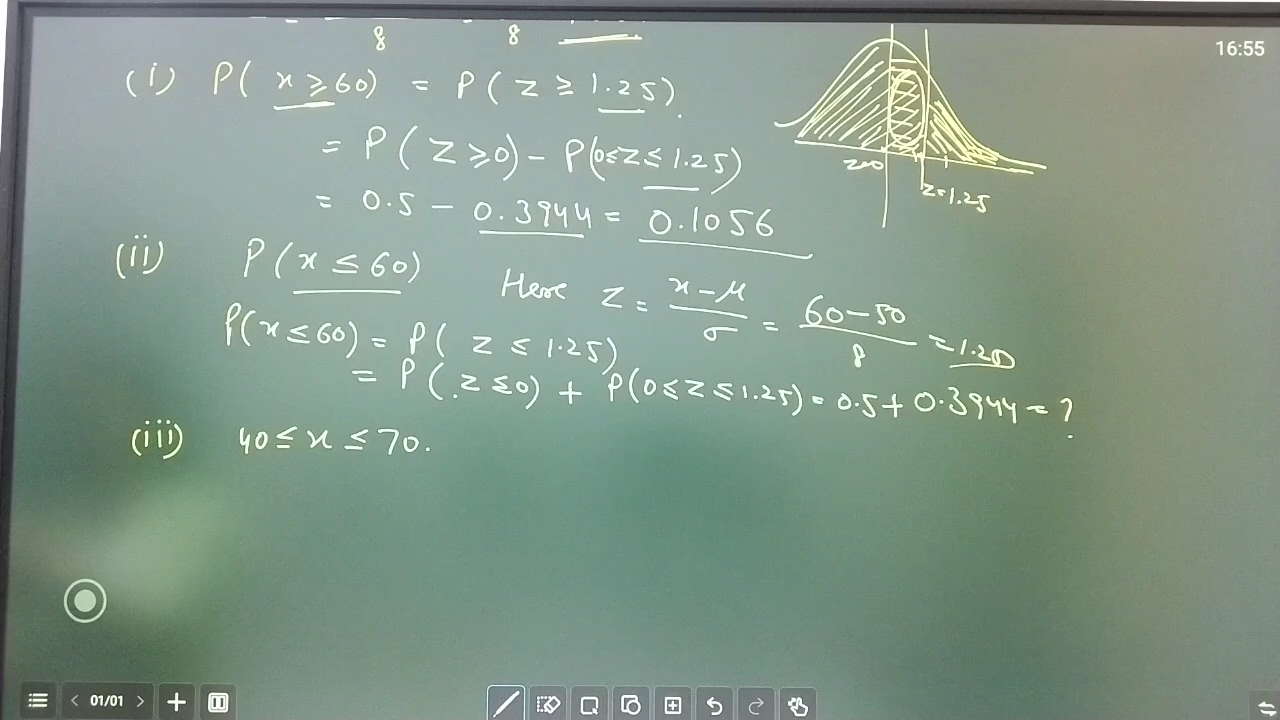 8 8
16:55
(i) P( x ≥ 60) = P( z ≥ 1.25).
= P( z ≥ 0) - P(0 ≤ z ≤ 1.25)
= 0.5 - 0.3944 = 0.1056
z=0
z=1.25
(ii) P( x ≤ 60)
Here z = x - μ / σ = 60 - 50 / 8 =
P( x ≤ 60) = P( z ≤ 1.25)
= P( z ≤ 0) + P(0 ≤ z ≤ 1.25) = 0.5 + 0.3944 = ?
(iii) 40 ≤ x ≤ 70.
01/01